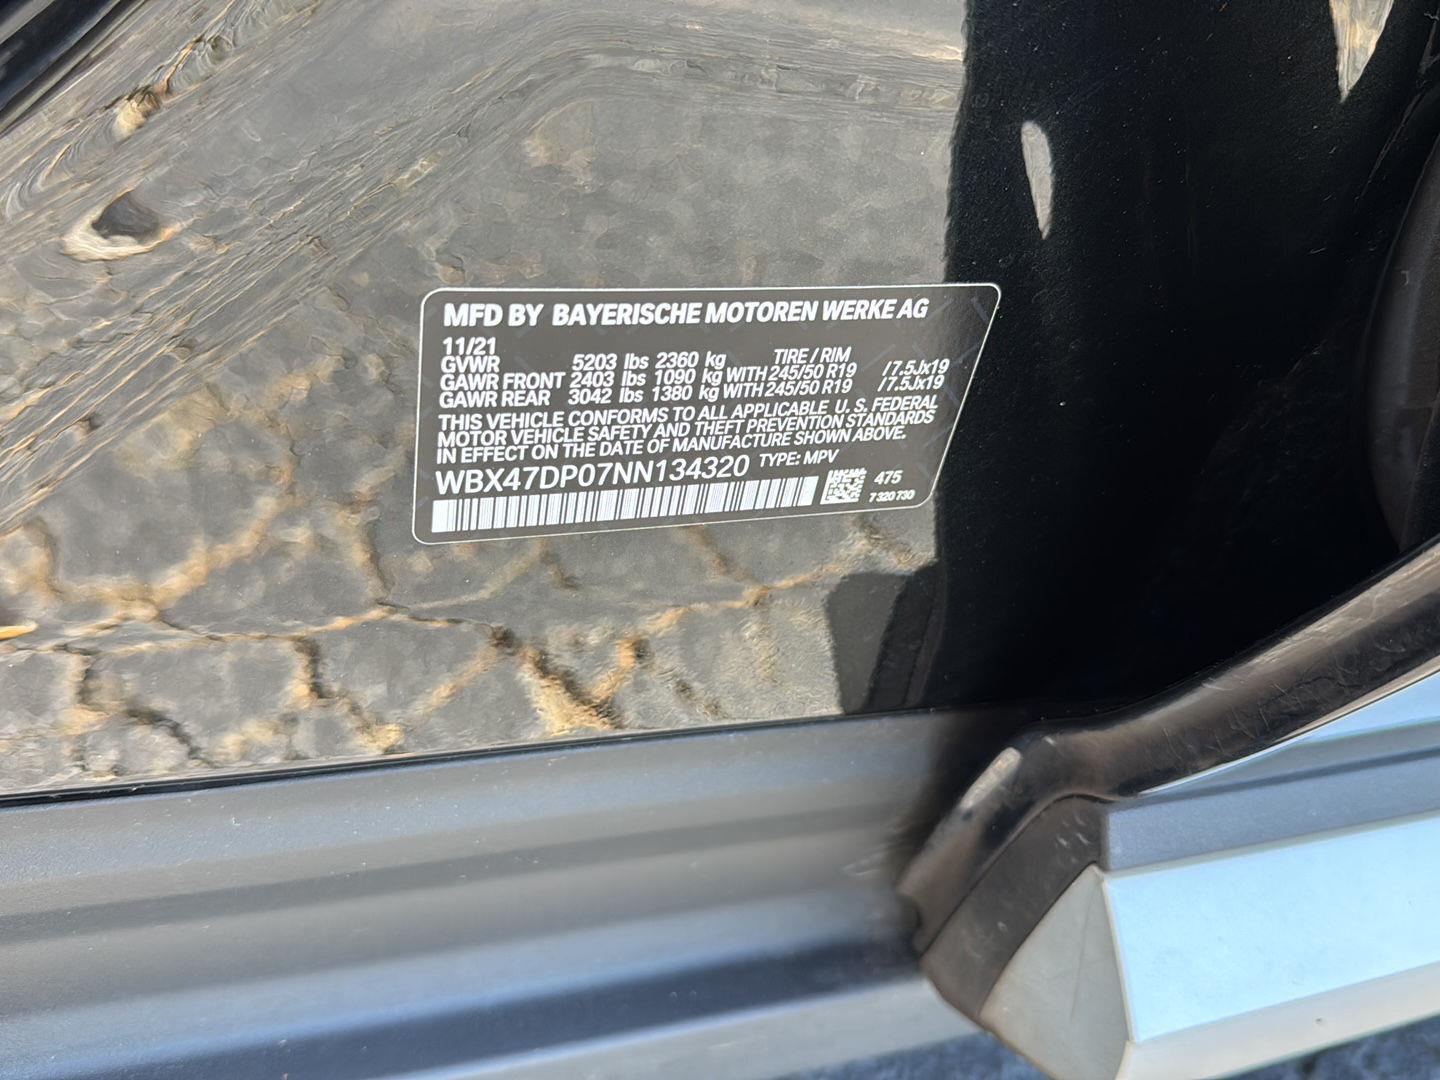 MFD BY BAYERISCHE MOTOREN WERKE AG
11/21
GVWR 5203 lbs 2360 kg TIRE / RIM
GAWR FRONT 2403 lbs 1090 kg WITH 245/50 R19 /7.5Jx19
GAWR REAR 3042 lbs 1380 kg WITH 245/50 R19 /7.5Jx19
THIS VEHICLE CONFORMS TO ALL APPLICABLE U. S. FEDERAL
MOTOR VEHICLE SAFETY AND THEFT PREVENTION STANDARDS
IN EFFECT ON THE DATE OF MANUFACTURE SHOWN ABOVE.
WBX47DP07NN134320 TYPE: MPV
475
7 320 730